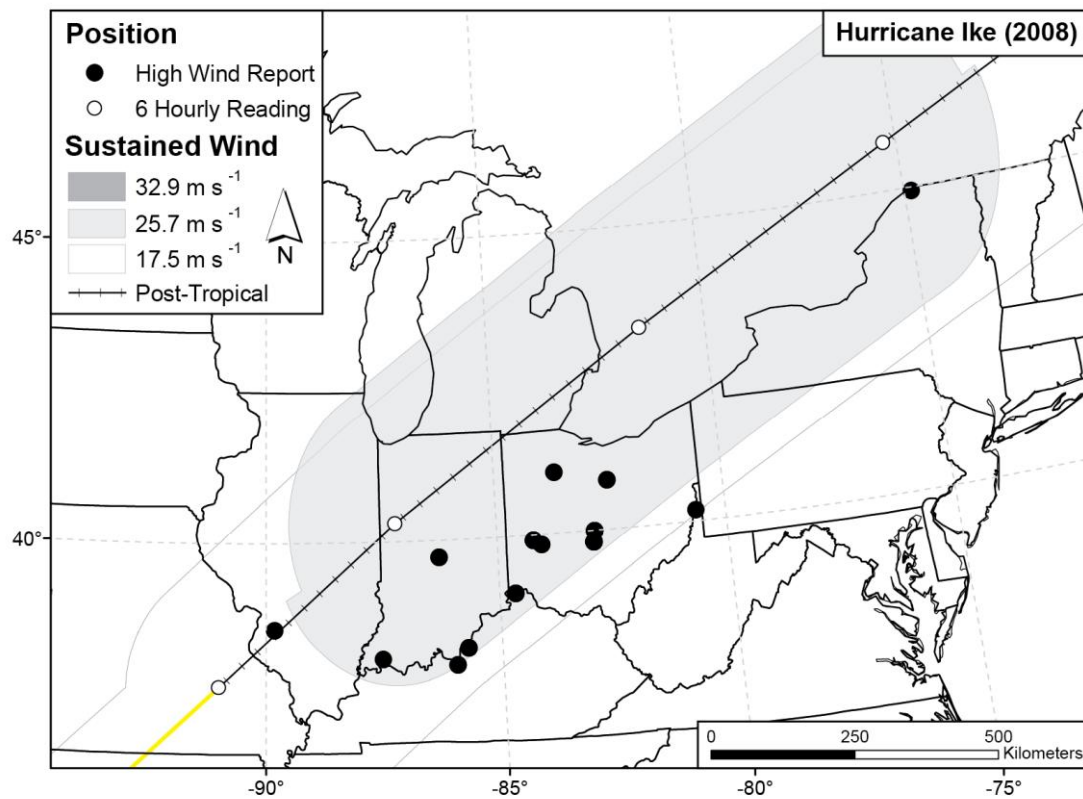 Position
High Wind Report
6 Hourly Reading
Sustained Wind
32.9 m s ⁻¹
25.7 m s ⁻¹
17.5 m s ⁻¹
Post-Tropical
N
Hurricane Ike (2008)
45°
40°
0 250 500
Kilometers
-90° -85° -80° -75°